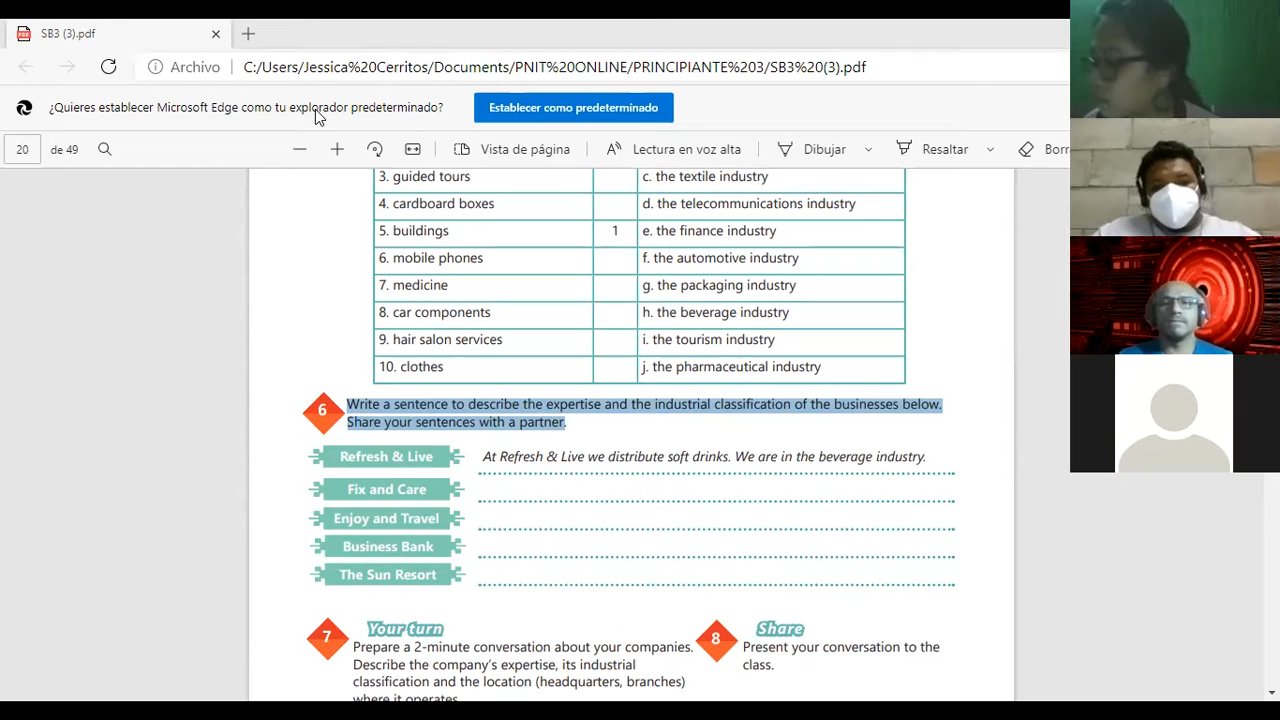 SB3 (3).pdf
Archivo C:/Users/Jessica%20Cerritos/Documents/PNIT%20ONLINE/PRINCIPIANTE%203/SB3%20(3).pdf
¿Quieres establecer Microsoft Edge como tu explorador predeterminado? Establecer como predeterminado
20 de 49 Vista de página Lectura en voz alta Dibujar Resaltar Borr
3. guided tours c. the textile industry
4. cardboard boxes d. the telecommunications industry
5. buildings 1 e. the finance industry
6. mobile phones f. the automotive industry
7. medicine g. the packaging industry
8. car components h. the beverage industry
9. hair salon services i. the tourism industry
10. clothes j. the pharmaceutical industry
6 Write a sentence to describe the expertise and the industrial classification of the businesses below.
Share your sentences with a partner.
Refresh & Live At Refresh & Live we distribute soft drinks. We are in the beverage industry.
Fix and Care
Enjoy and Travel
Business Bank
The Sun Resort
7 Your turn
Prepare a 2-minute conversation about your companies.
Describe the company's expertise, its industrial
classification and the location (headquarters, branches)
where it operates.
8 Share
Present your conversation to the
class.